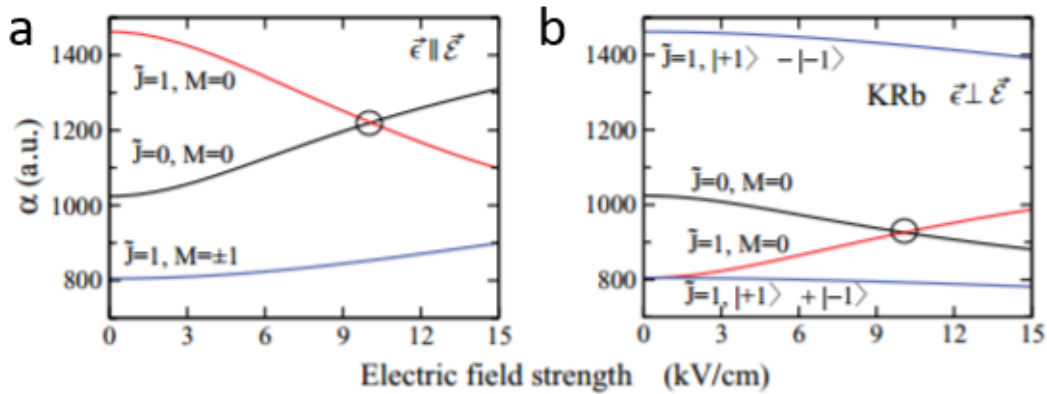 a
b
1400
1200
1000
800
α (a.u.)
ϵ⃗ ∥ ℰ⃗
J̃=1, M=0
J̃=0, M=0
J̃=1, M=±1
0 3 6 9 12 15
1400
1200
1000
800
J̃=1, |+1⟩ −|−1⟩
KRb ϵ⃗ ⊥ ℰ⃗
J̃=0, M=0
J̃=1, M=0
J̃=1, |+1⟩ +|−1⟩
0 3 6 9 12 15
Electric field strength (kV/cm)